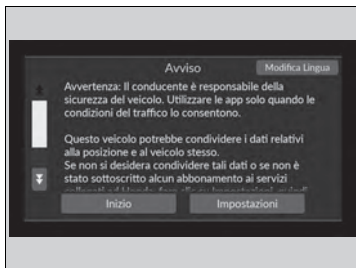 Avviso
Modifica Lingua
Avvertenza: Il conducente è responsabile della
sicurezza del veicolo. Utilizzare le app solo quando le
condizioni del traffico lo consentono.
Questo veicolo potrebbe condividere i dati relativi
alla posizione e al veicolo stesso.
Se non si desidera condividere tali dati o se non è
stato sottoscritto alcun abbonamento ai servizi
Inizio
Impostazioni